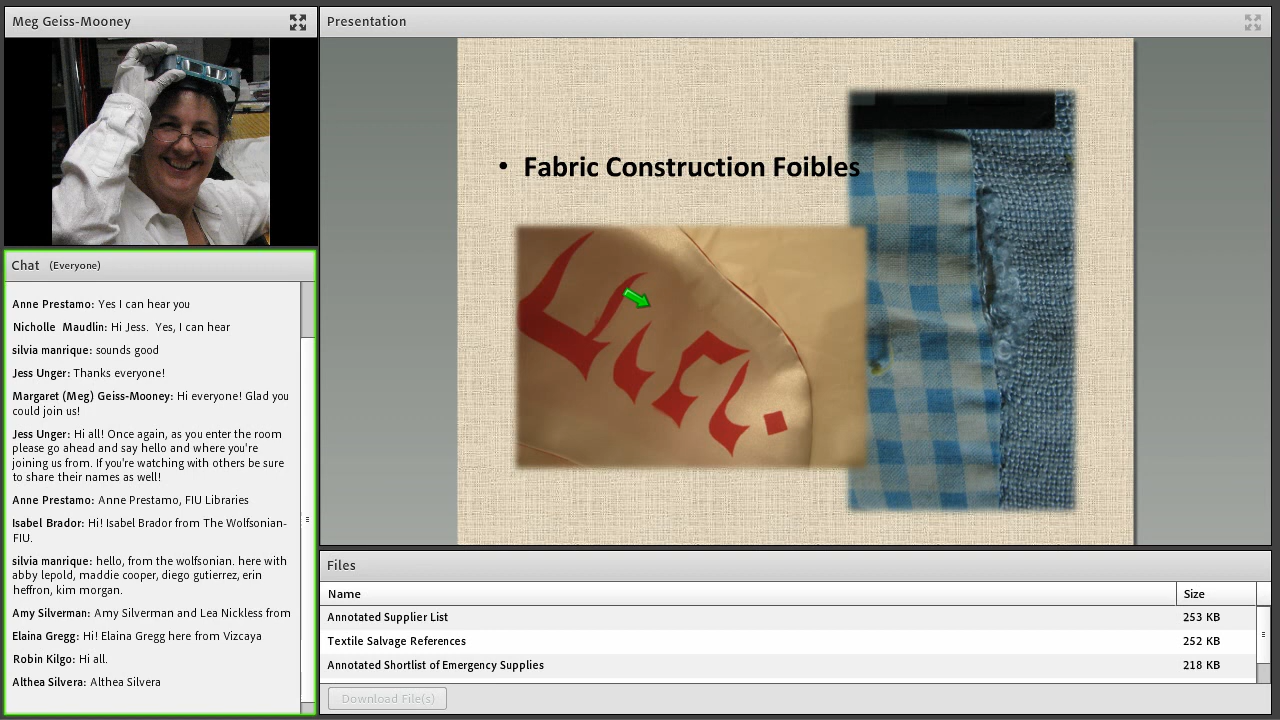 Meg Geiss-Mooney
Presentation
• Fabric Construction Foibles
Chat (Everyone)
Anne Prestamo: Yes I can hear you
Nicholle Maudlin: Hi Jess. Yes, I can hear
silvia manrique: sounds good
Jess Unger: Thanks everyone!
Margaret (Meg) Geiss-Mooney: Hi everyone! Glad you
could join us!
Jess Unger: Hi all! Once again, as you enter the room
please go ahead and say hello and where you're
joining us from. If you're watching with others be sure
to share their names as well!
Anne Prestamo: Anne Prestamo, FIU Libraries
Isabel Brador: Hi! Isabel Brador from The Wolfsonian-
FIU.
silvia manrique: hello, from the wolfsonian. here with
abby lepold, maddie cooper, diego gutierrez, erin
heffron, kim morgan.
Amy Silverman: Amy Silverman and Lea Nickless from
Elaina Gregg: Hi! Elaina Gregg here from Vizcaya
Robin Kilgo: Hi all.
Althea Silvera: Althea Silvera
Files
Name Size
Annotated Supplier List 253 KB
Textile Salvage References 252 KB
Annotated Shortlist of Emergency Supplies 218 KB
Download File(s)